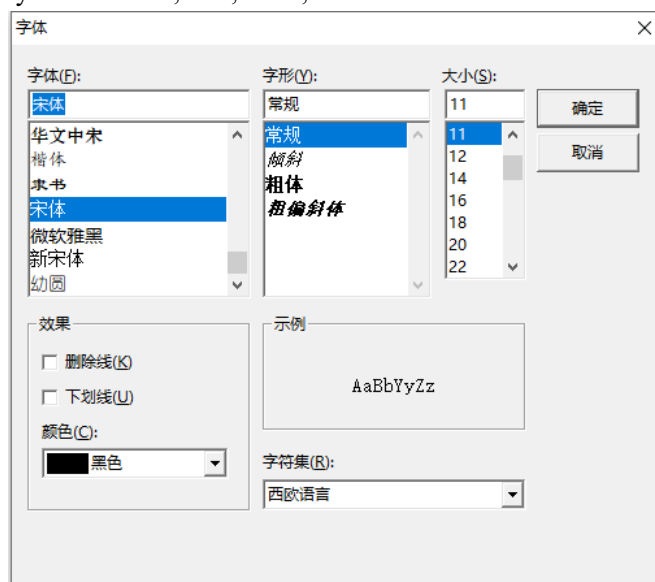 字体
字体(F):
宋体
华文中宋
楷体
隶书
宋体
微软雅黑
新宋体
幼圆
字形(Y):
常规
常规
倾斜
粗体
粗偏斜体
大小(S):
11
11
12
14
16
18
20
22
确定
取消
效果
删除线(K)
下划线(U)
颜色(C):
黑色
示例
AaBbYyZz
字符集(R):
西欧语言